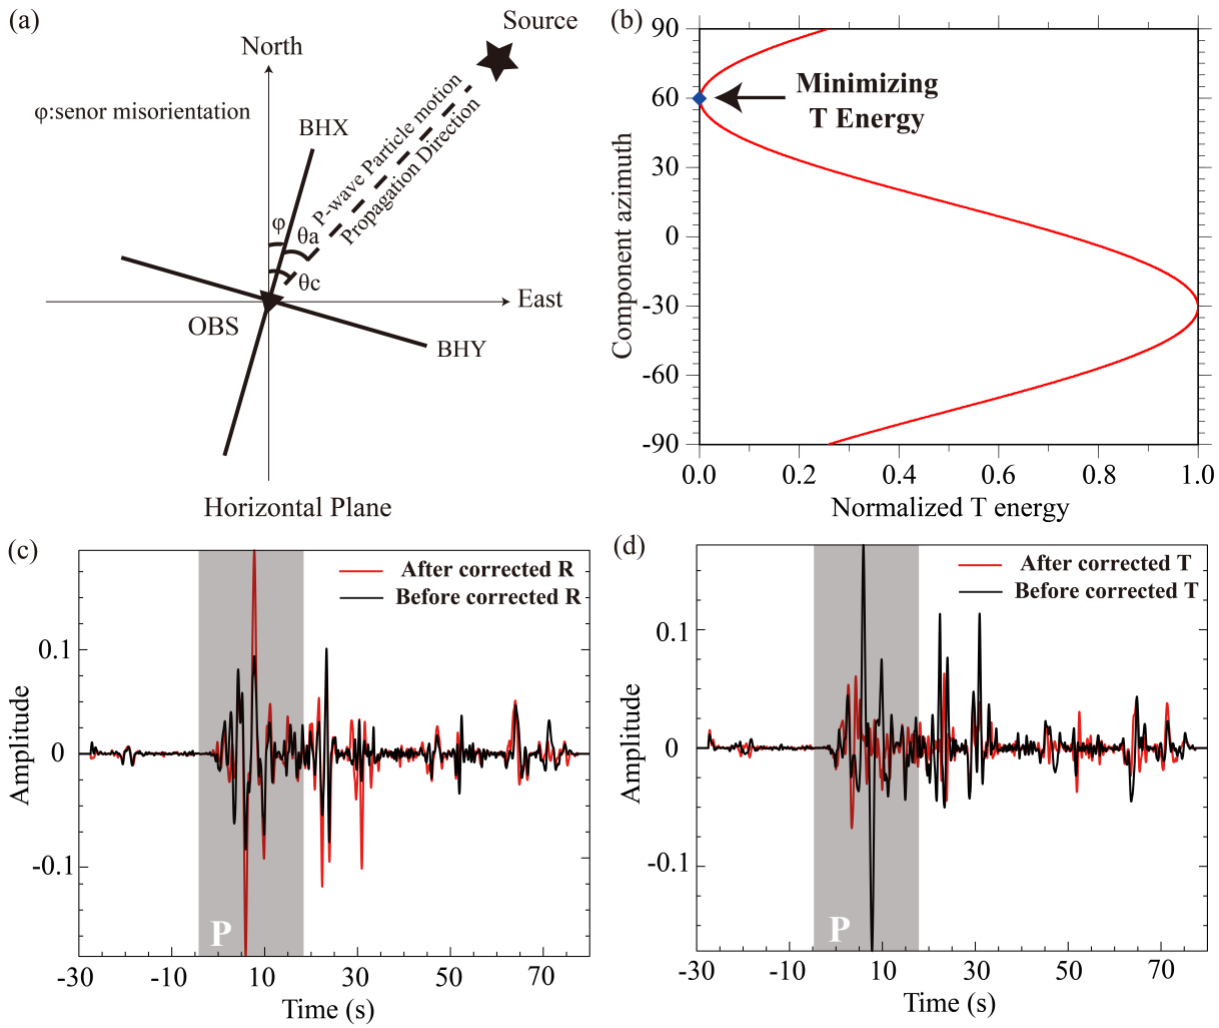 (a)
Source
North
φ:senor misorientation
BHX
P-wave Particle motion
Propagation Direction
φ
θa
θc
East
OBS
BHY
Horizontal Plane
(b)
90
60
30
0
-30
-60
-90
Component azimuth
Minimizing
T Energy
0.0 0.2 0.4 0.6 0.8 1.0
Normalized T energy
(c)
After corrected R
Before corrected R
0.1
0
-0.1
Amplitude
P
-30 -10 10 30 50 70
Time (s)
(d)
After corrected T
Before corrected T
0.1
0
-0.1
Amplitude
P
-30 -10 10 30 50 70
Time (s)